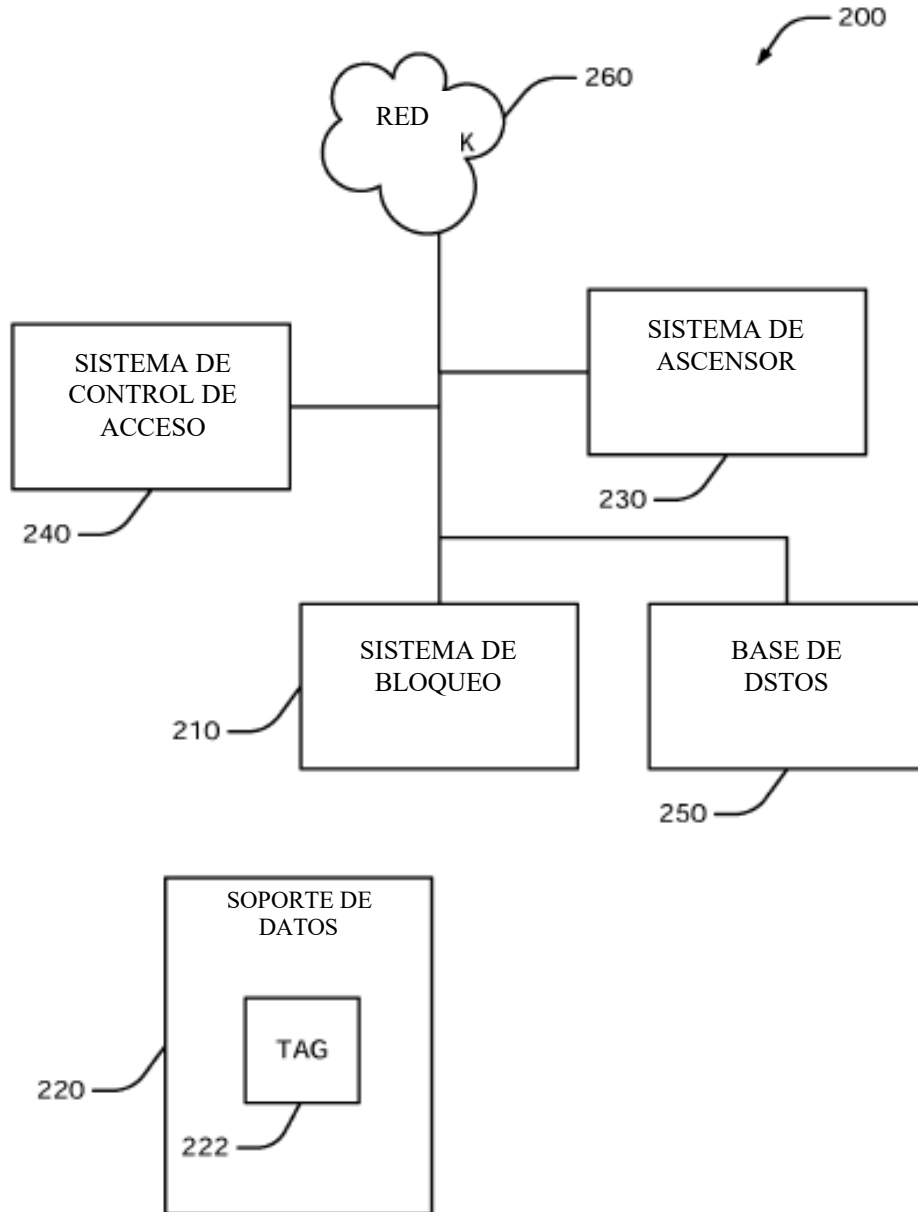 200
260
RED
K
SISTEMA DE
ASCENSOR
SISTEMA DE
CONTROL DE
ACCESO
230
240
SISTEMA DE
BLOQUEO
BASE DE
DSTOS
210
250
SOPORTE DE
DATOS
TAG
220
222